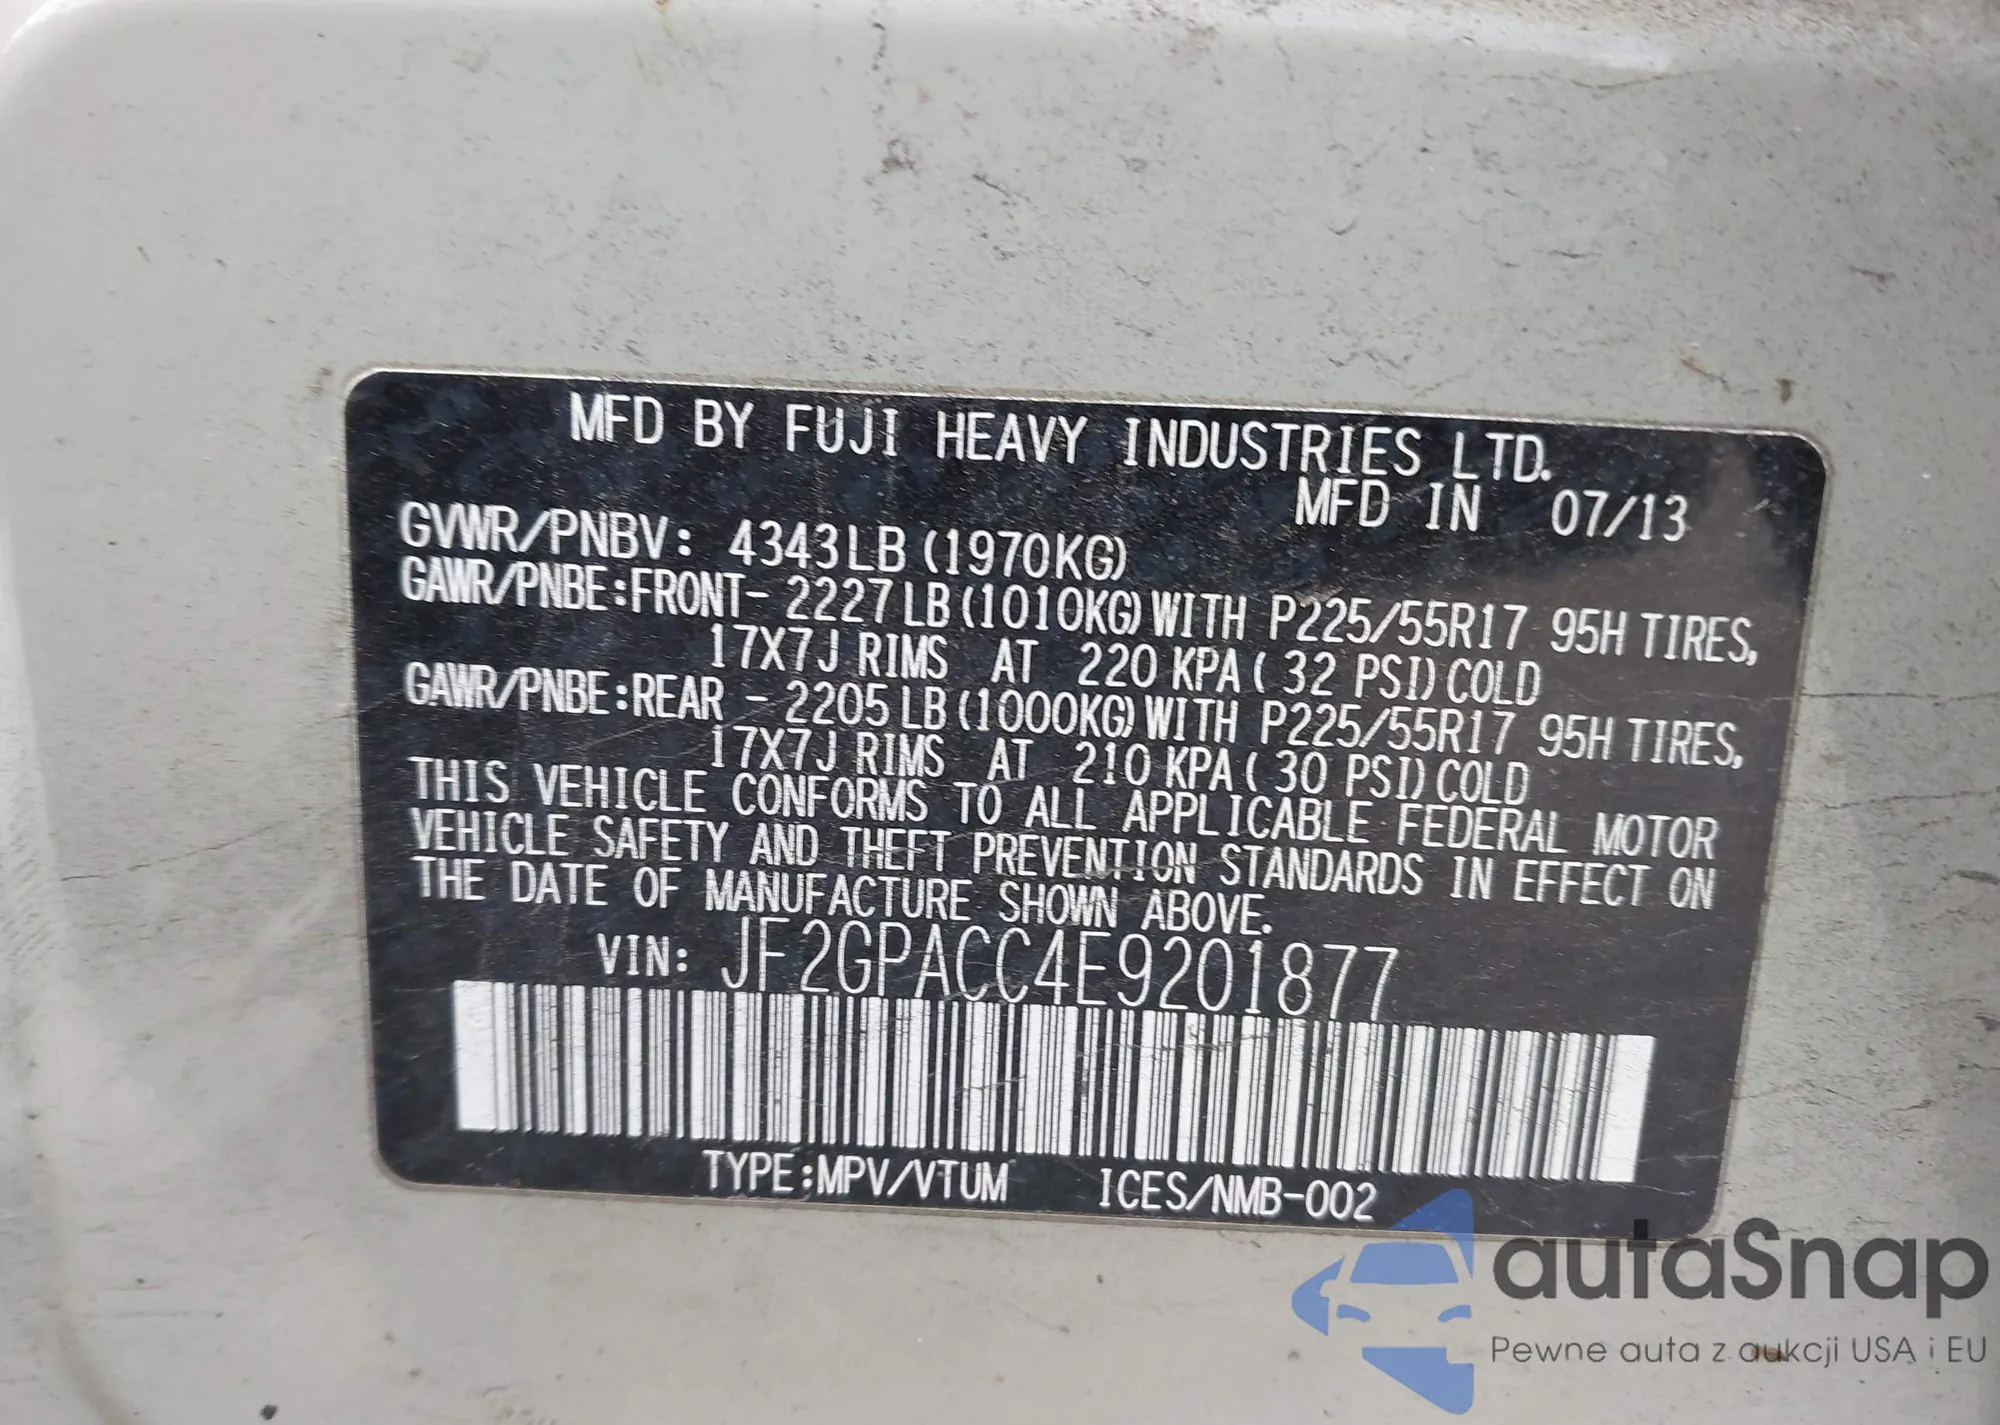 MFD BY FUJI HEAVY INDUSTRIES LTD.
MFD IN 07/13
GVWR/PNBV: 4343LB (1970KG)
GAWR/PNBE:FRONT- 2227LB (1010KG) WITH P225/55R17 95H TIRES,
17X7J RIMS AT 220 KPA ( 32 PSI) COLD
GAWR/PNBE:REAR - 2205LB (1000KG) WITH P225/55R17 95H TIRES,
17X7J RIMS AT 210 KPA ( 30 PSI) COLD
THIS VEHICLE CONFORMS TO ALL APPLICABLE FEDERAL MOTOR
VEHICLE SAFETY AND THEFT PREVENTION STANDARDS IN EFFECT ON
THE DATE OF MANUFACTURE SHOWN ABOVE.
VIN: JF2GPACC4E9201877
TYPE:MPV/VTUM ICES/NMB-002
autaSnap
Pewne auta z aukcji USA i EU